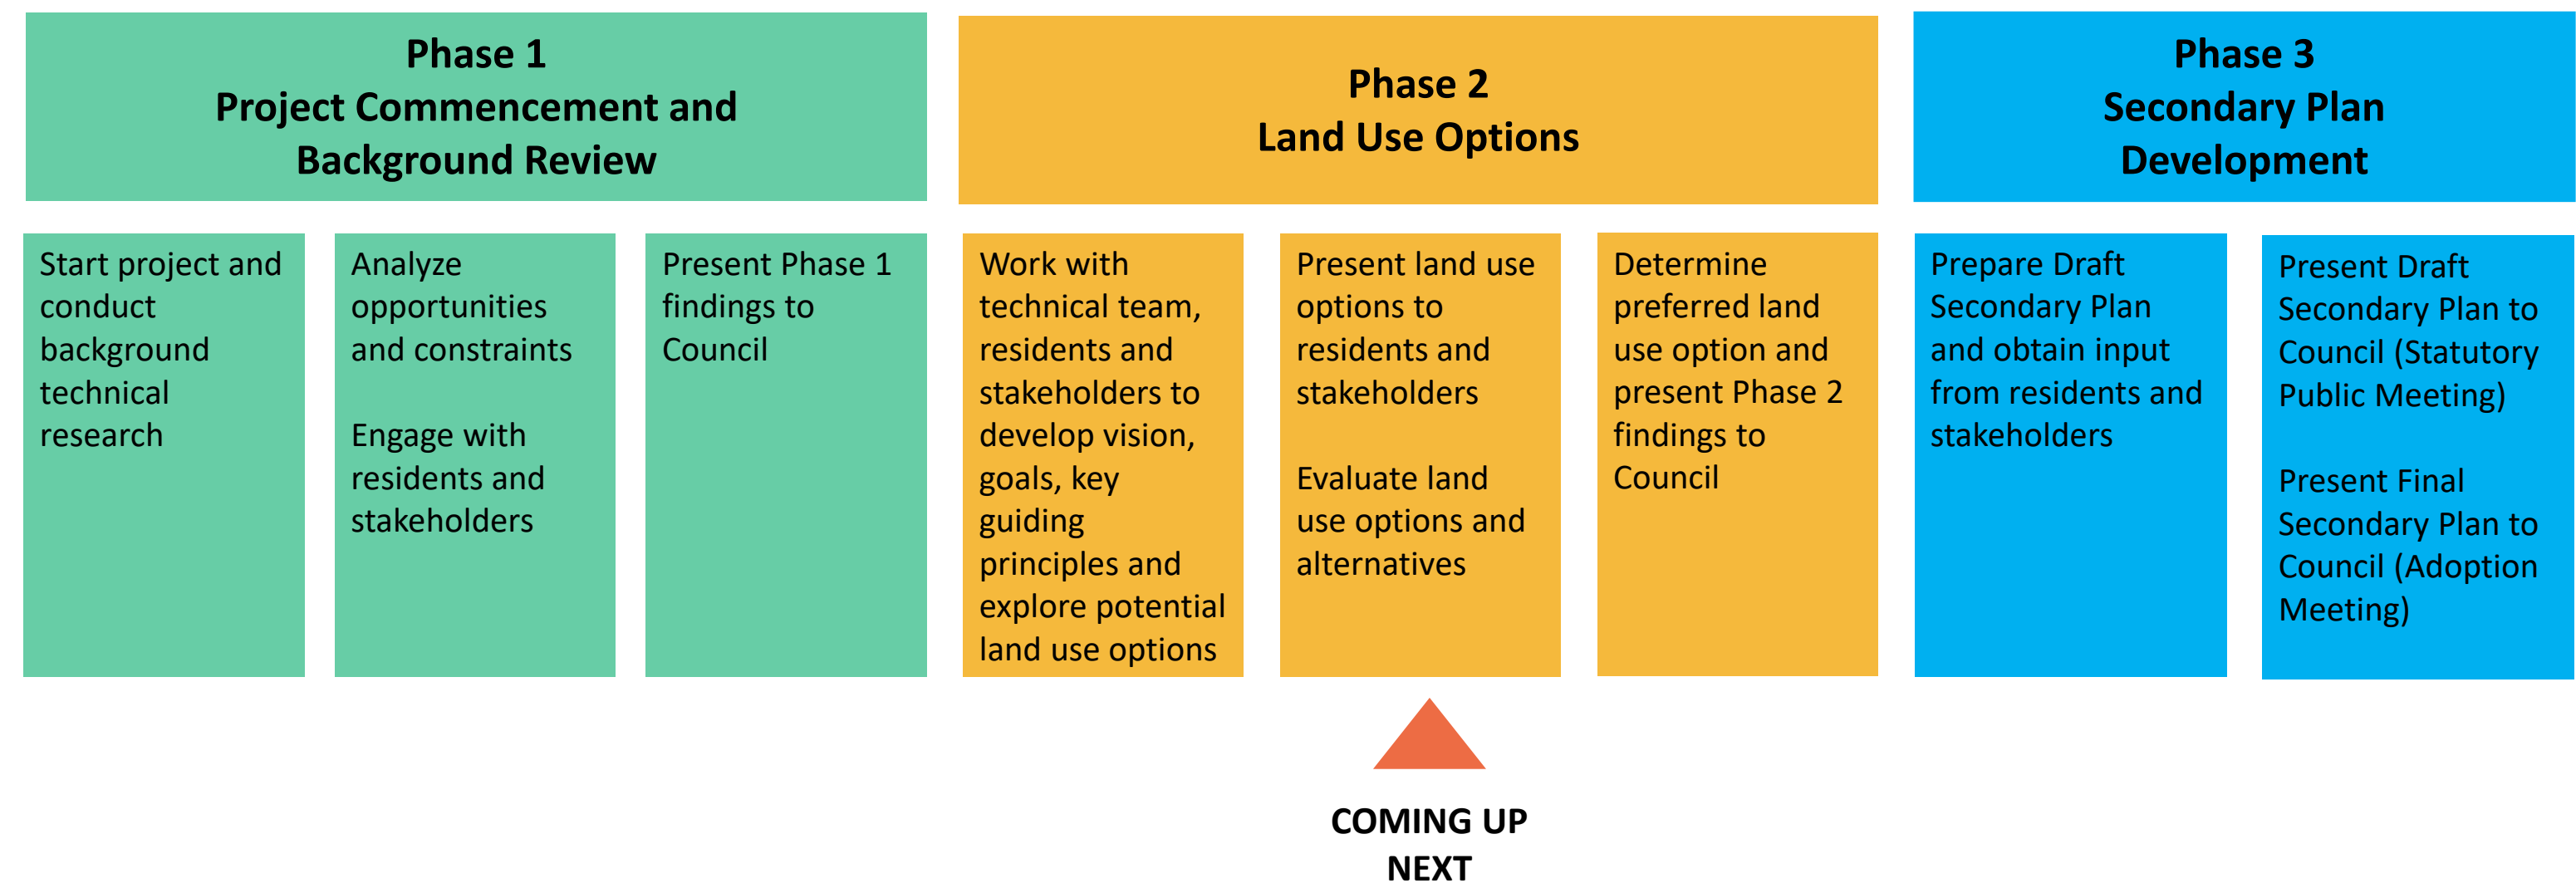 Phase 1
Project Commencement and
Background Review
Phase 2
Land Use Options
Phase 3
Secondary Plan
Development
Start project and
conduct
background
technical
research
Analyze
opportunities
and constraints
Engage with
residents and
stakeholders
Present Phase 1
findings to
Council
Work with
technical team,
residents and
stakeholders to
develop vision,
goals, key
guiding
principles and
explore potential
land use options
Present land use
options to
residents and
stakeholders
Evaluate land
use options and
alternatives
Determine
preferred land
use option and
present Phase 2
findings to
Council
Prepare Draft
Secondary Plan
and obtain input
from residents and
stakeholders
Present Draft
Secondary Plan to
Council (Statutory
Public Meeting)
Present Final
Secondary Plan to
Council (Adoption
Meeting)
COMING UP
NEXT